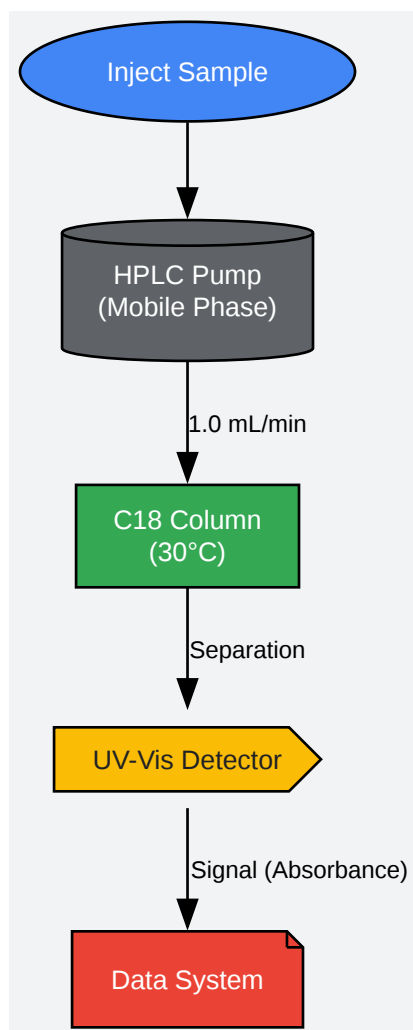 Inject Sample
HPLC Pump
(Mobile Phase)
1.0 mL/min
C18 Column
(30°C)
Separation
UV-Vis Detector
Signal (Absorbance)
Data System